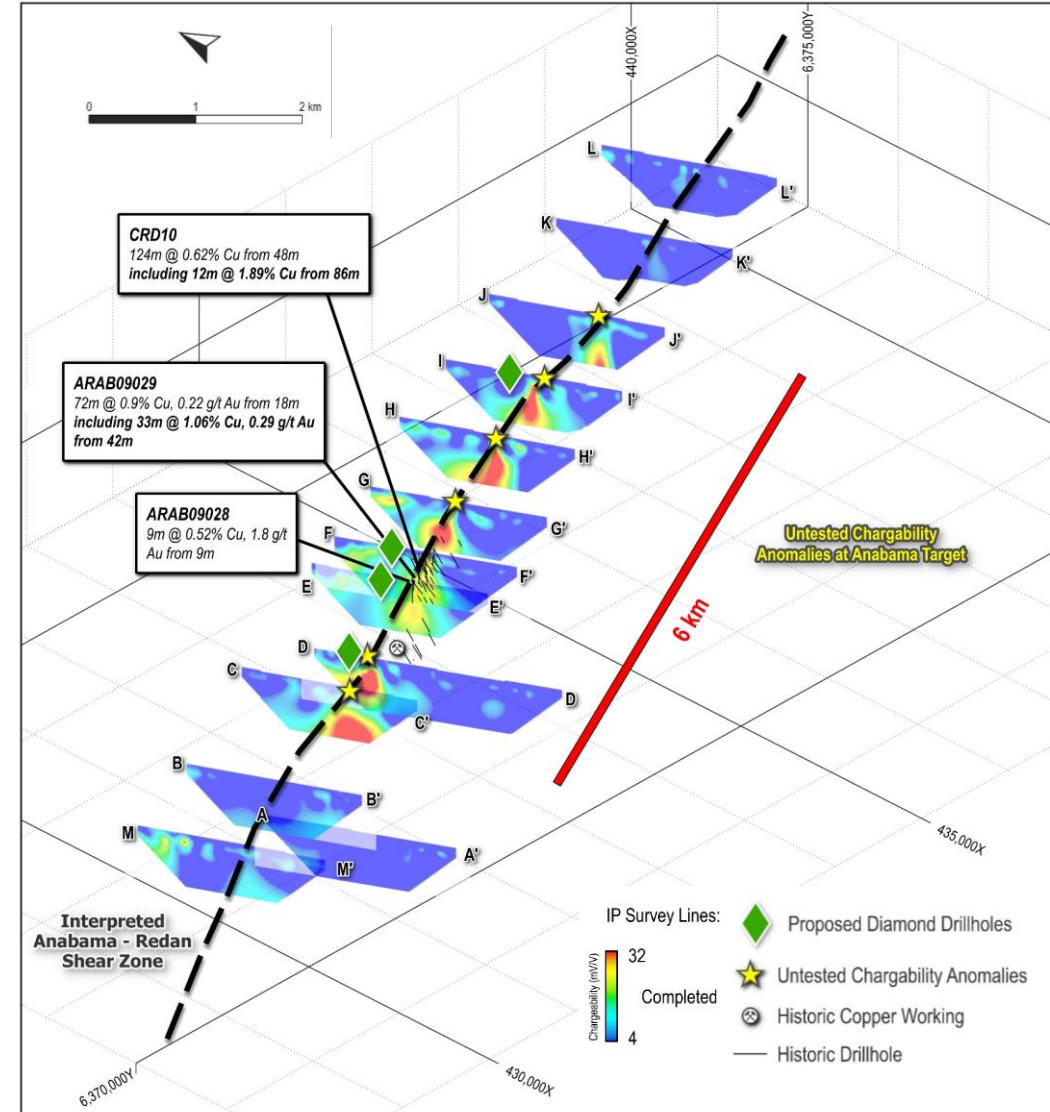 0 1 2 km
440,000X
6,375,000Y
L
L'
K
K'
CRD10
124m @ 0.62% Cu from 48m
including 12m @ 1.89% Cu from 86m
J
J'
I
I'
ARAB09029
72m @ 0.9% Cu, 0.22 g/t Au from 18m
including 33m @ 1.06% Cu, 0.29 g/t Au
from 42m
H
H'
G
G'
ARAB09028
9m @ 0.52% Cu, 1.8 g/t
Au from 9m
F
F'
E
E'
Untested Chargability
Anomalies at Anabama Target
6 km
D
D
C
C'
B
B'
A
A'
M
M'
435,000X
Interpreted
Anabama - Redan
Shear Zone
6,370,000Y
430,000X
IP Survey Lines:
Chargeability (mV/V)
32
Completed
4
Proposed Diamond Drillholes
Untested Chargability Anomalies
Historic Copper Working
Historic Drillhole